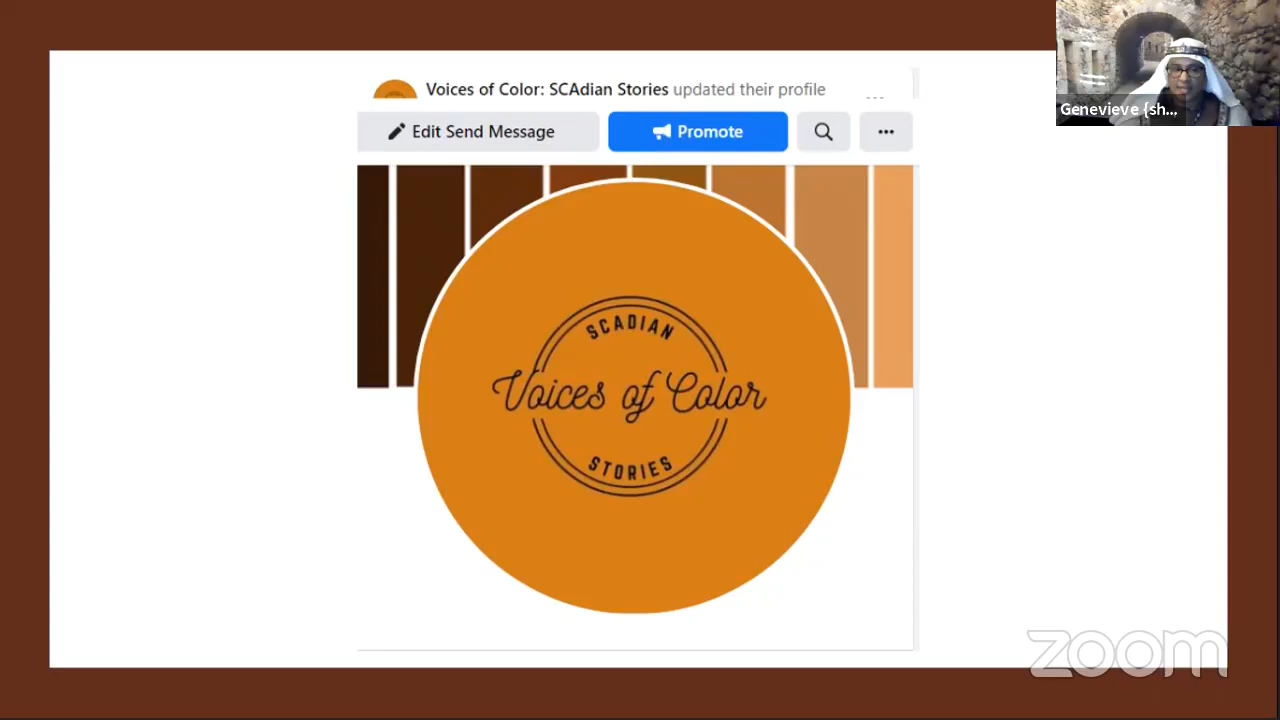 Voices of Color: SCAdian Stories updated their profile
...
Genevieve {sh...
Edit Send Message
Promote
SCADIAN
Voices of Color
STORIES
zoom